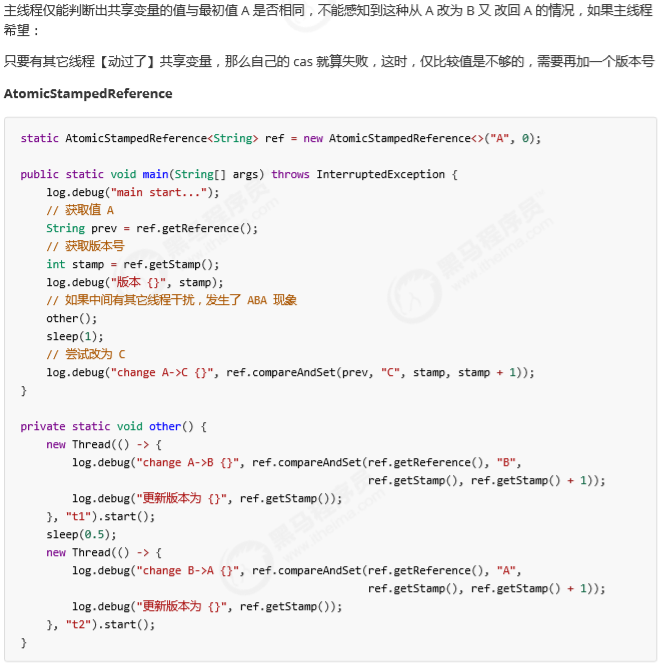 主线程仅能判断出共享变量的值与最初值 A 是否相同，不能感知到这种从 A 改为 B 又 改回 A 的情况，如果主线程
希望：
只要有其它线程【动过了】共享变量，那么自己的 cas 就算失败，这时，仅比较值是不够的，需要再加一个版本号
AtomicStampedReference
static AtomicStampedReference<String> ref = new AtomicStampedReference<>("A", 0);
public static void main(String[] args) throws InterruptedException {
log.debug("main start...");
// 获取值 A
String prev = ref.getReference();
// 获取版本号
int stamp = ref.getStamp();
log.debug("版本 {}", stamp);
// 如果中间有其它线程干扰，发生了 ABA 现象
other();
sleep(1);
// 尝试改为 C
log.debug("change A->C {}", ref.compareAndSet(prev, "C", stamp, stamp + 1));
}
private static void other() {
new Thread(() -> {
log.debug("change A->B {}", ref.compareAndSet(ref.getReference(), "B",
ref.getStamp(), ref.getStamp() + 1));
log.debug("更新版本为 {}", ref.getStamp());
}, "t1").start();
sleep(0.5);
new Thread(() -> {
log.debug("change B->A {}", ref.compareAndSet(ref.getReference(), "A",
ref.getStamp(), ref.getStamp() + 1));
log.debug("更新版本为 {}", ref.getStamp());
}, "t2").start();
}
黑马程序员
www.itheima.com